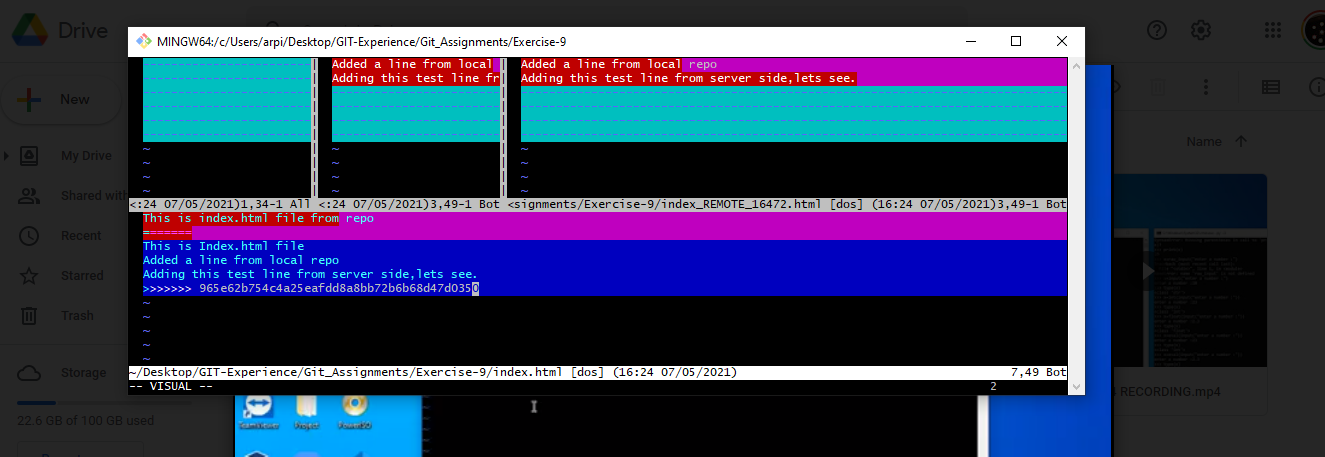 Drive
MINGW64:/c/Users/arpi/Desktop/GIT-Experience/Git_Assignments/Exercise-9
New
My Drive
Shared with
Recent
Starred
Trash
Storage
22.6 GB of 100 GB used
Name
Added a line from local
Adding this test line fr
Added a line from local repo
Adding this test line from server side,lets see.
~ ~ ~
~ ~ ~
~ ~ ~
~ ~ ~
<:24 07/05/2021)1,34-1 All <:24 07/05/2021)3,49-1 Bot <signments/Exercise-9/index_REMOTE_16472.html [dos] (16:24 07/05/2021)3,49-1 Bot
This is index.html file from repo
=======
This is Index.html file
Added a line from local repo
Adding this test line from server side,lets see.
>>>>>>> 965e62b754c4a25eafdd8a8bb72b6b68d47d0350
~
~
~
~
~
~/Desktop/GIT-Experience/Git_Assignments/Exercise-9/index.html [dos] (16:24 07/05/2021) 7,49 Bot
-- VISUAL -- 2
RECORDING.mp4
TeamViewer
Project
PowerISO